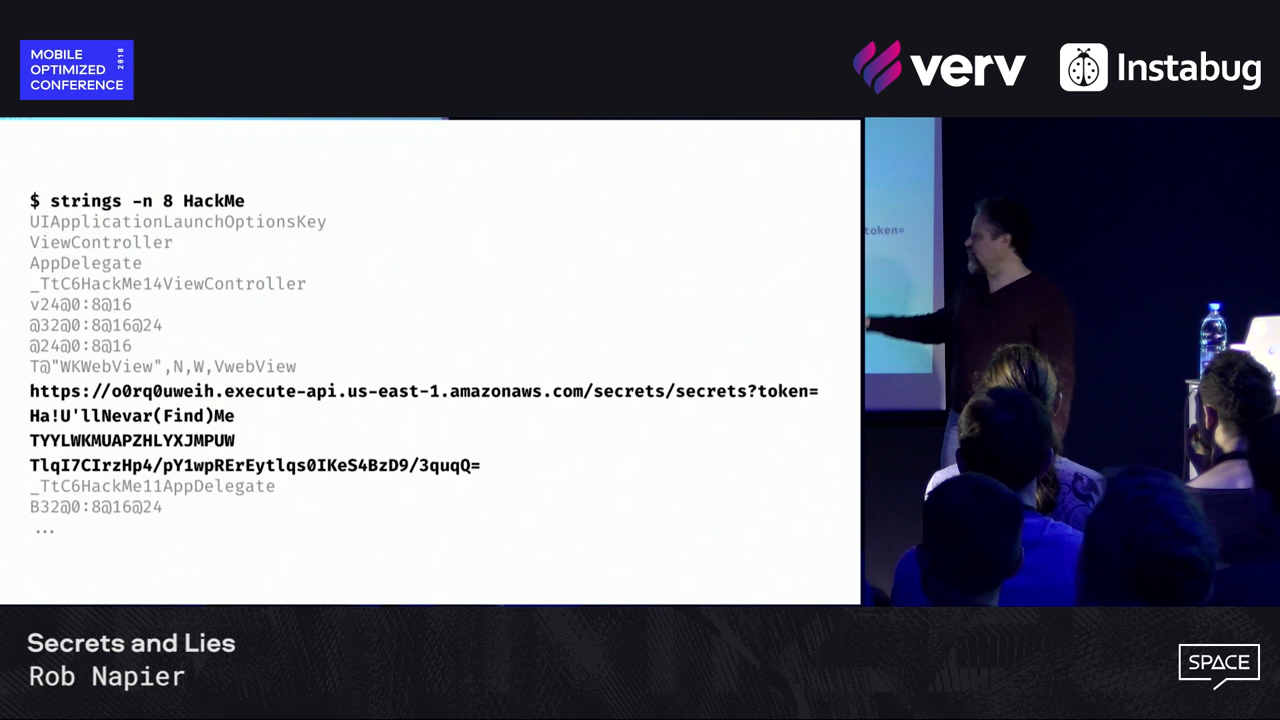 MOBILE
OPTIMIZED
CONFERENCE
2018
verv
Instabug
$ strings -n 8 HackMe
UIApplicationLaunchOptionsKey
ViewController
AppDelegate
_TtC6HackMe14ViewController
v24@0:8@16
@32@0:8@16@24
@24@0:8@16
T@"WKWebView",N,W,VwebView
https://o0rq0uweih.execute-api.us-east-1.amazonaws.com/secrets/secrets?token=
Ha!U'llNevar(Find)Me
TYYLWKMUAPZHLYXJMPUW
TlqI7CIrzHp4/pY1wpRErEytlqs0IKeS4BzD9/3quqQ=
_TtC6HackMe11AppDelegate
B32@0:8@16@24
...
token=
Secrets and Lies
Rob Napier
SPACE